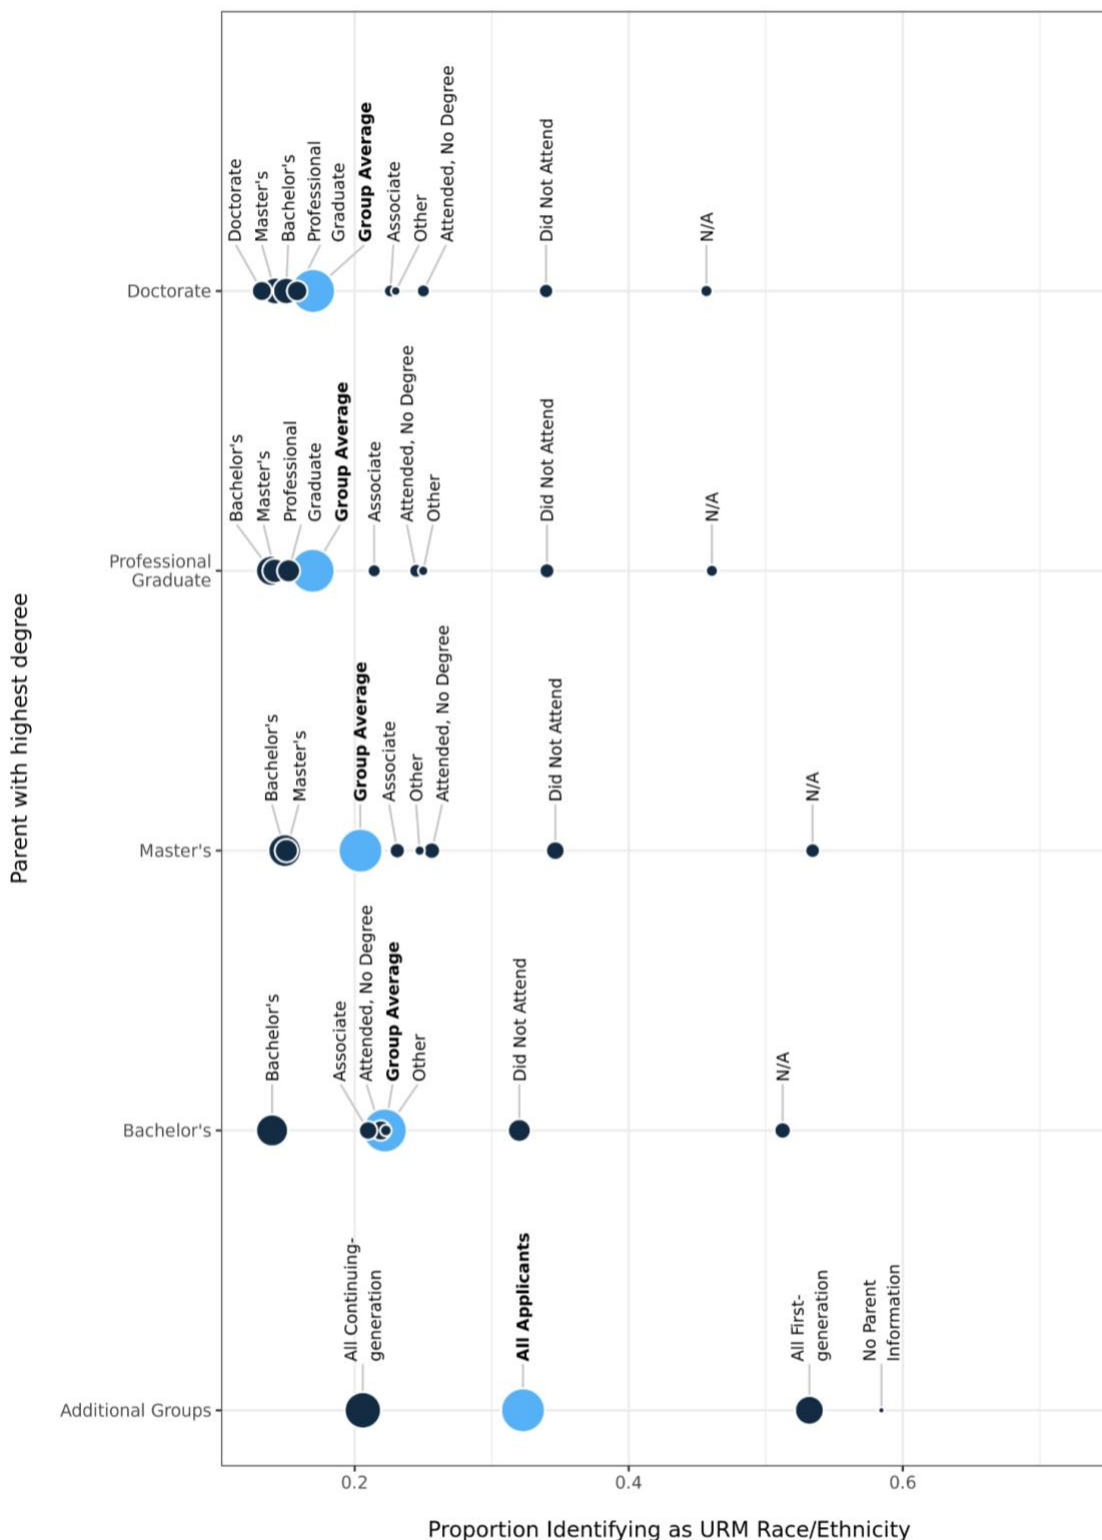 Parent with highest degree
Doctorate
Doctorate
Master's
Bachelor's
Professional
Graduate
Group Average
Associate
Other
Attended, No Degree
Did Not Attend
N/A
Professional
Graduate
Bachelor's
Master's
Professional
Graduate
Group Average
Associate
Attended, No Degree
Other
Did Not Attend
N/A
Master's
Bachelor's
Master's
Group Average
Associate
Other
Attended, No Degree
Did Not Attend
N/A
Bachelor's
Bachelor's
Associate
Attended, No Degree
Group Average
Other
Did Not Attend
N/A
Additional Groups
All Continuing-
generation
All Applicants
All First-
generation
No Parent
Information
0.2
0.4
0.6
Proportion Identifying as URM Race/Ethnicity